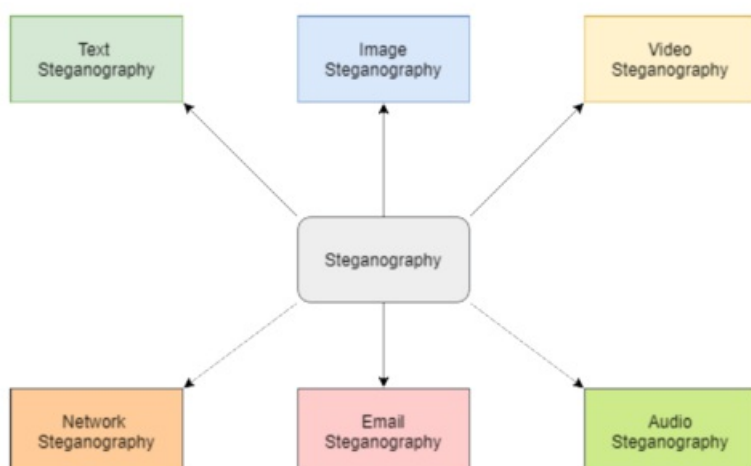 Text
Steganography
Image
Steganography
Video
Steganography
Steganography
Network
Steganography
Email
Steganography
Audio
Steganography